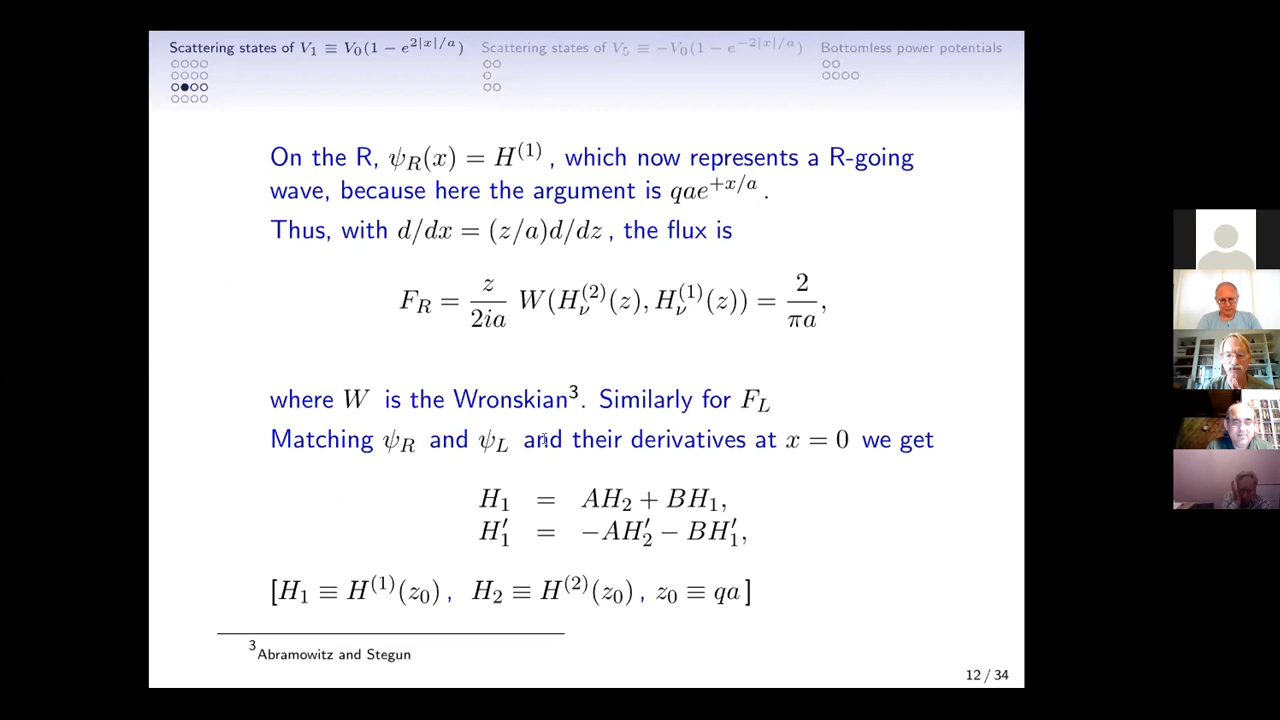 Scattering states of V₁ ≡ V₀(1 − e^{2|x|/a})
Scattering states of V₅ ≡ −V₀(1 − e^{−2|x|/a})
Bottomless power potentials
On the R, ψ_R(x) = H^{(1)}, which now represents a R-going
wave, because here the argument is qae^{+x/a}.
Thus, with d/dx = (z/a)d/dz, the flux is
F_R = \frac{z}{2ia} W(H_ν^{(2)}(z), H_ν^{(1)}(z)) = \frac{2}{πa},
where W is the Wronskian³. Similarly for F_L
Matching ψ_R and ψ_L and their derivatives at x = 0 we get
H₁ = AH₂ + BH₁,
H₁′ = −AH₂′ − BH₁′,
[H₁ ≡ H^{(1)}(z₀), H₂ ≡ H^{(2)}(z₀), z₀ ≡ qa]
³Abramowitz and Stegun
12 / 34